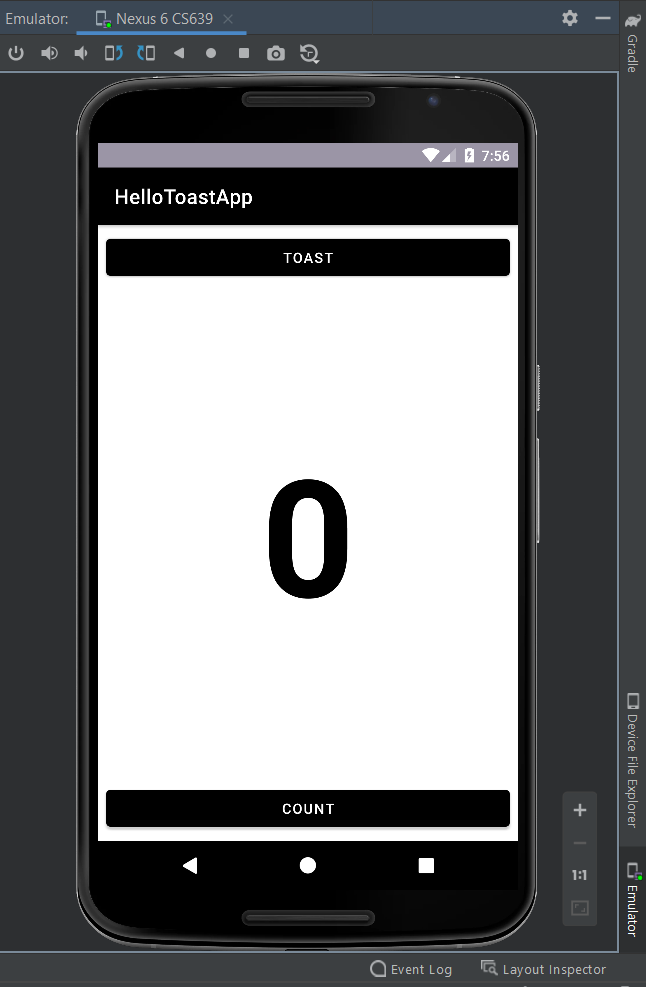 Emulator: Nexus 6 CS639
Gradle
7:56
HelloToastApp
TOAST
0
COUNT
Device File Explorer
1:1
Emulator
Event Log Layout Inspector